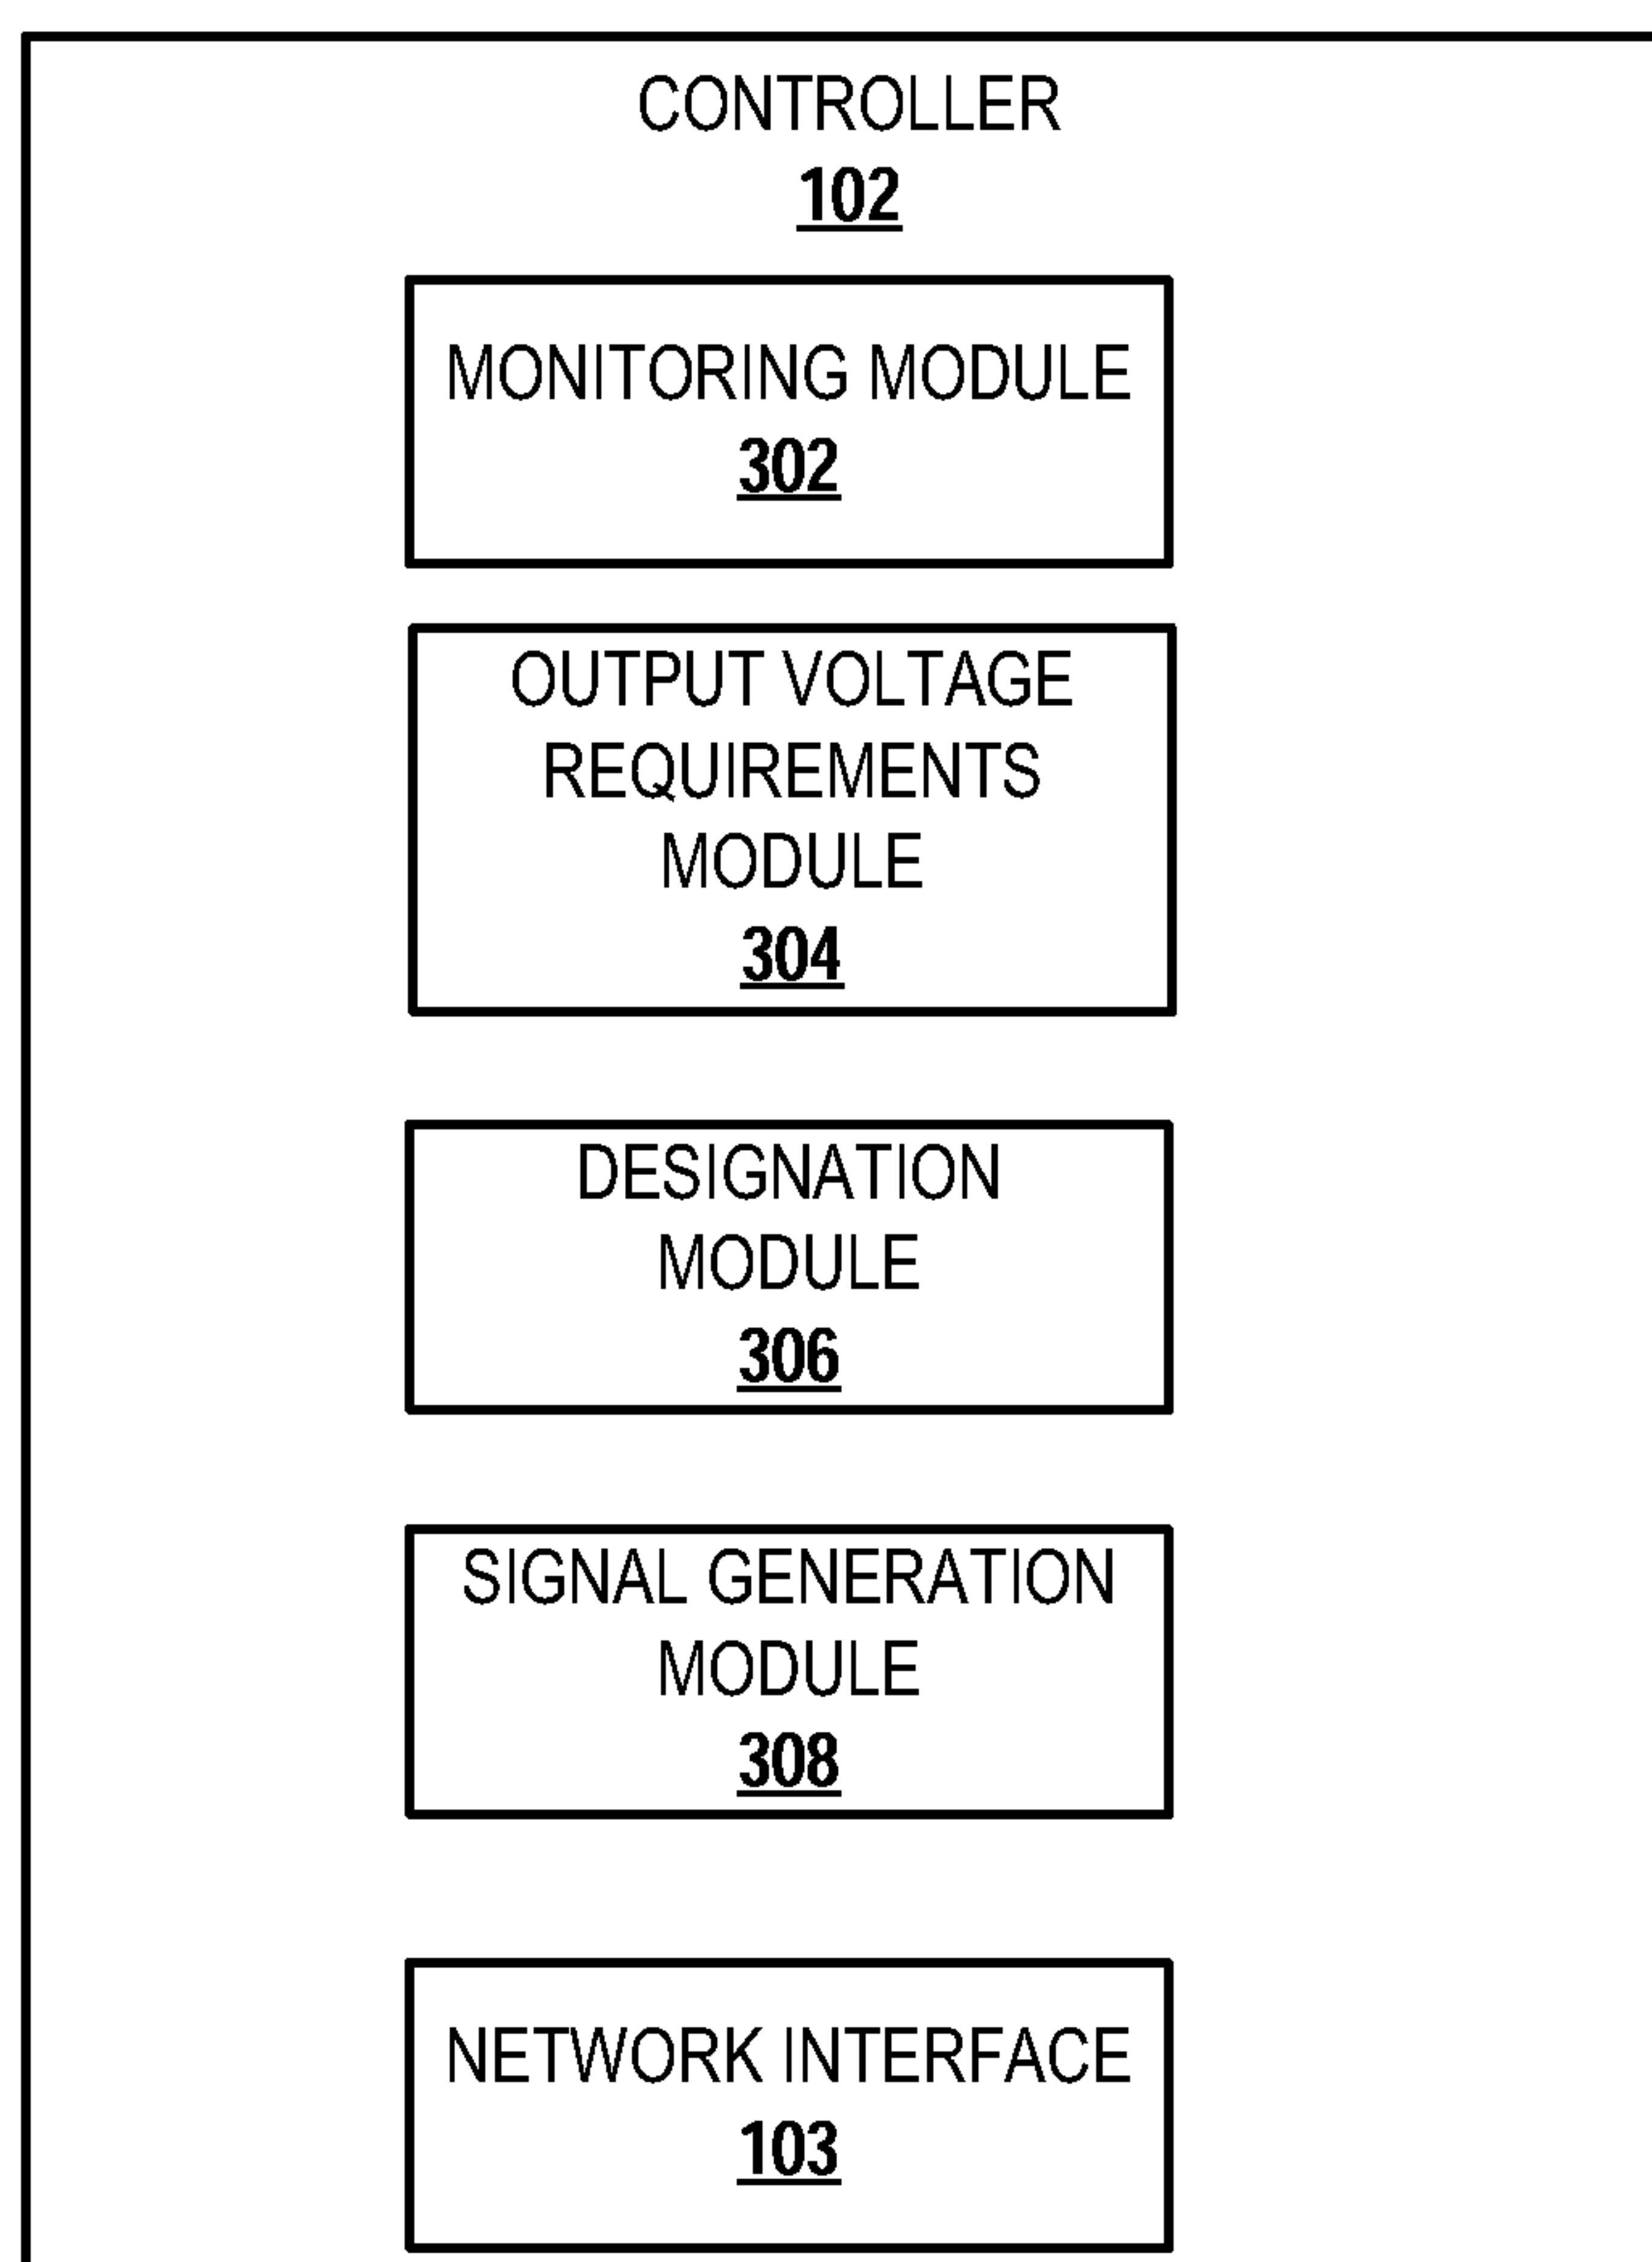 CONTROLLER
102
MONITORING MODULE
302
OUTPUT VOLTAGE
REQUIREMENTS
MODULE
304
DESIGNATION
MODULE
306
SIGNAL GENERATION
MODULE
308
NETWORK INTERFACE
103